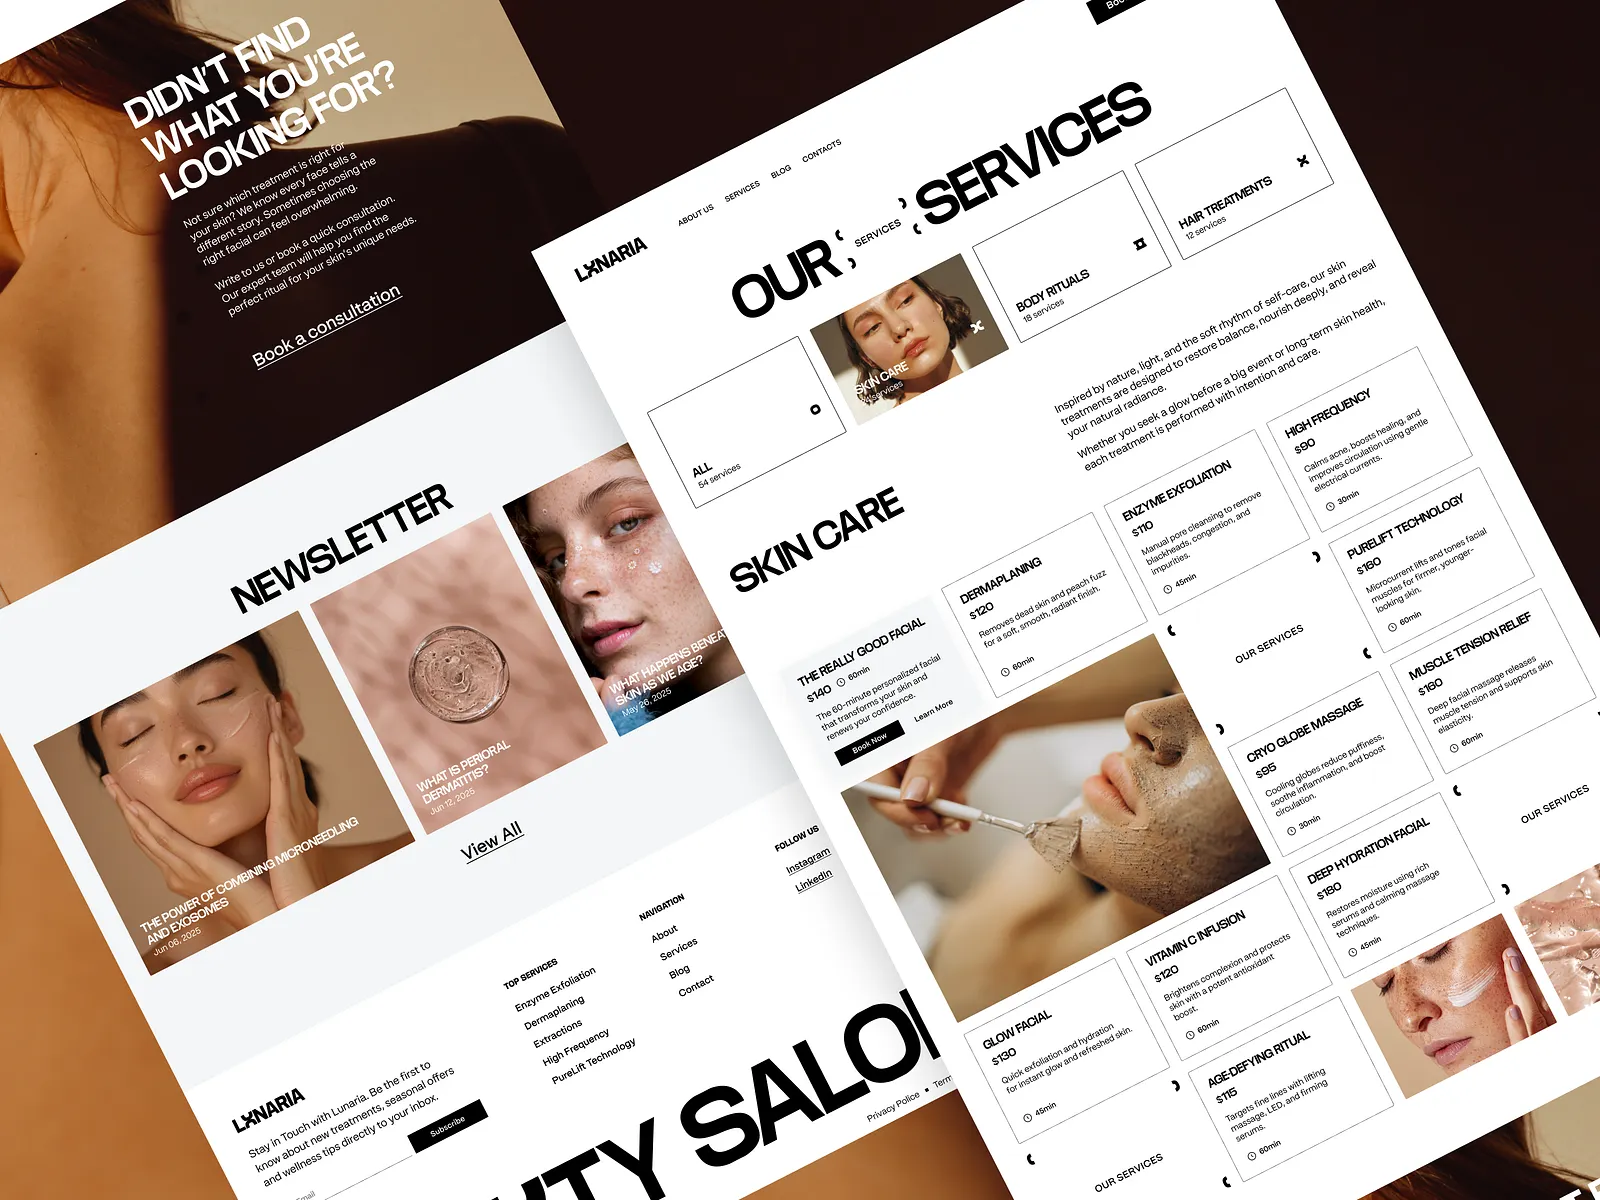 DIDN'T FIND
WHAT YOU'RE
LOOKING FOR?
Not sure which treatment is right for
your skin? We know every face tells a
different story. Sometimes choosing the
right facial can feel overwhelming.
Write to us or book a quick consultation.
Our expert team will help you find the
perfect ritual for your skin's unique needs.
Book a consultation
NEWSLETTER
THE POWER OF COMBINING MICRONEEDLING
AND EXOSOMES
Jun 06, 2025
WHAT IS PERIORAL
DERMATITIS?
Jun 12, 2025
WHAT HAPPENS BENEAT
SKIN AS WE AGE?
May 26, 2025
View All
LUNARIA
Stay in Touch with Lunaria. Be the first to
know about new treatments, seasonal offers
and wellness tips directly to your inbox.
Email
Subscribe
TOP SERVICES
Enzyme Exfoliation
Dermaplaning
Extractions
High Frequency
PureLift Technology
NAVIGATION
About
Services
Blog
Contact
FOLLOW US
Instagram
LinkedIn
UTY SALO
Privacy Police
Term
LUNARIA
ABOUT US
SERVICES
BLOG
CONTACTS
Boo
OUR
SERVICES
SERVICES
ALL
54 services
SKIN CARE
services
BODY RITUALS
18 services
HAIR TREATMENTS
12 services
Inspired by nature, light, and the soft rhythm of self-care, our skin
treatments are designed to restore balance, nourish deeply, and reveal
your natural radiance.
Whether you seek a glow before a big event or long-term skin health,
each treatment is performed with intention and care.
SKIN CARE
THE REALLY GOOD FACIAL
$140
60min
The 60-minute personalized facial
that transforms your skin and
renews your confidence.
Book Now
Learn More
DERMAPLANING
$120
Removes dead skin and peach fuzz
for a soft, smooth, radiant finish.
60min
ENZYME EXFOLIATION
$110
Manual pore cleansing to remove
blackheads, congestion, and
impurities.
45min
HIGH FREQUENCY
$90
Calms acne, boosts healing, and
improves circulation using gentle
electrical currents.
30min
OUR SERVICES
PURELIFT TECHNOLOGY
$160
Microcurrent lifts and tones facial
muscles for firmer, younger-
looking skin.
60min
CRYO GLOBE MASSAGE
$95
Cooling globes reduce puffiness,
soothe inflammation, and boost
circulation.
30min
MUSCLE TENSION RELIEF
$160
Deep facial massage releases
muscle tension and supports skin
elasticity.
60min
GLOW FACIAL
$130
Quick exfoliation and hydration
for instant glow and refreshed skin.
45min
VITAMIN C INFUSION
$120
Brightens complexion and protects
skin with a potent antioxidant
boost.
60min
DEEP HYDRATION FACIAL
$180
Restores moisture using rich
serums and calming massage
techniques.
45min
OUR SERVICES
OUR SERVICES
AGE-DEFYING RITUAL
$115
Targets fine lines with lifting
massage, LED, and firming
serums.
60min